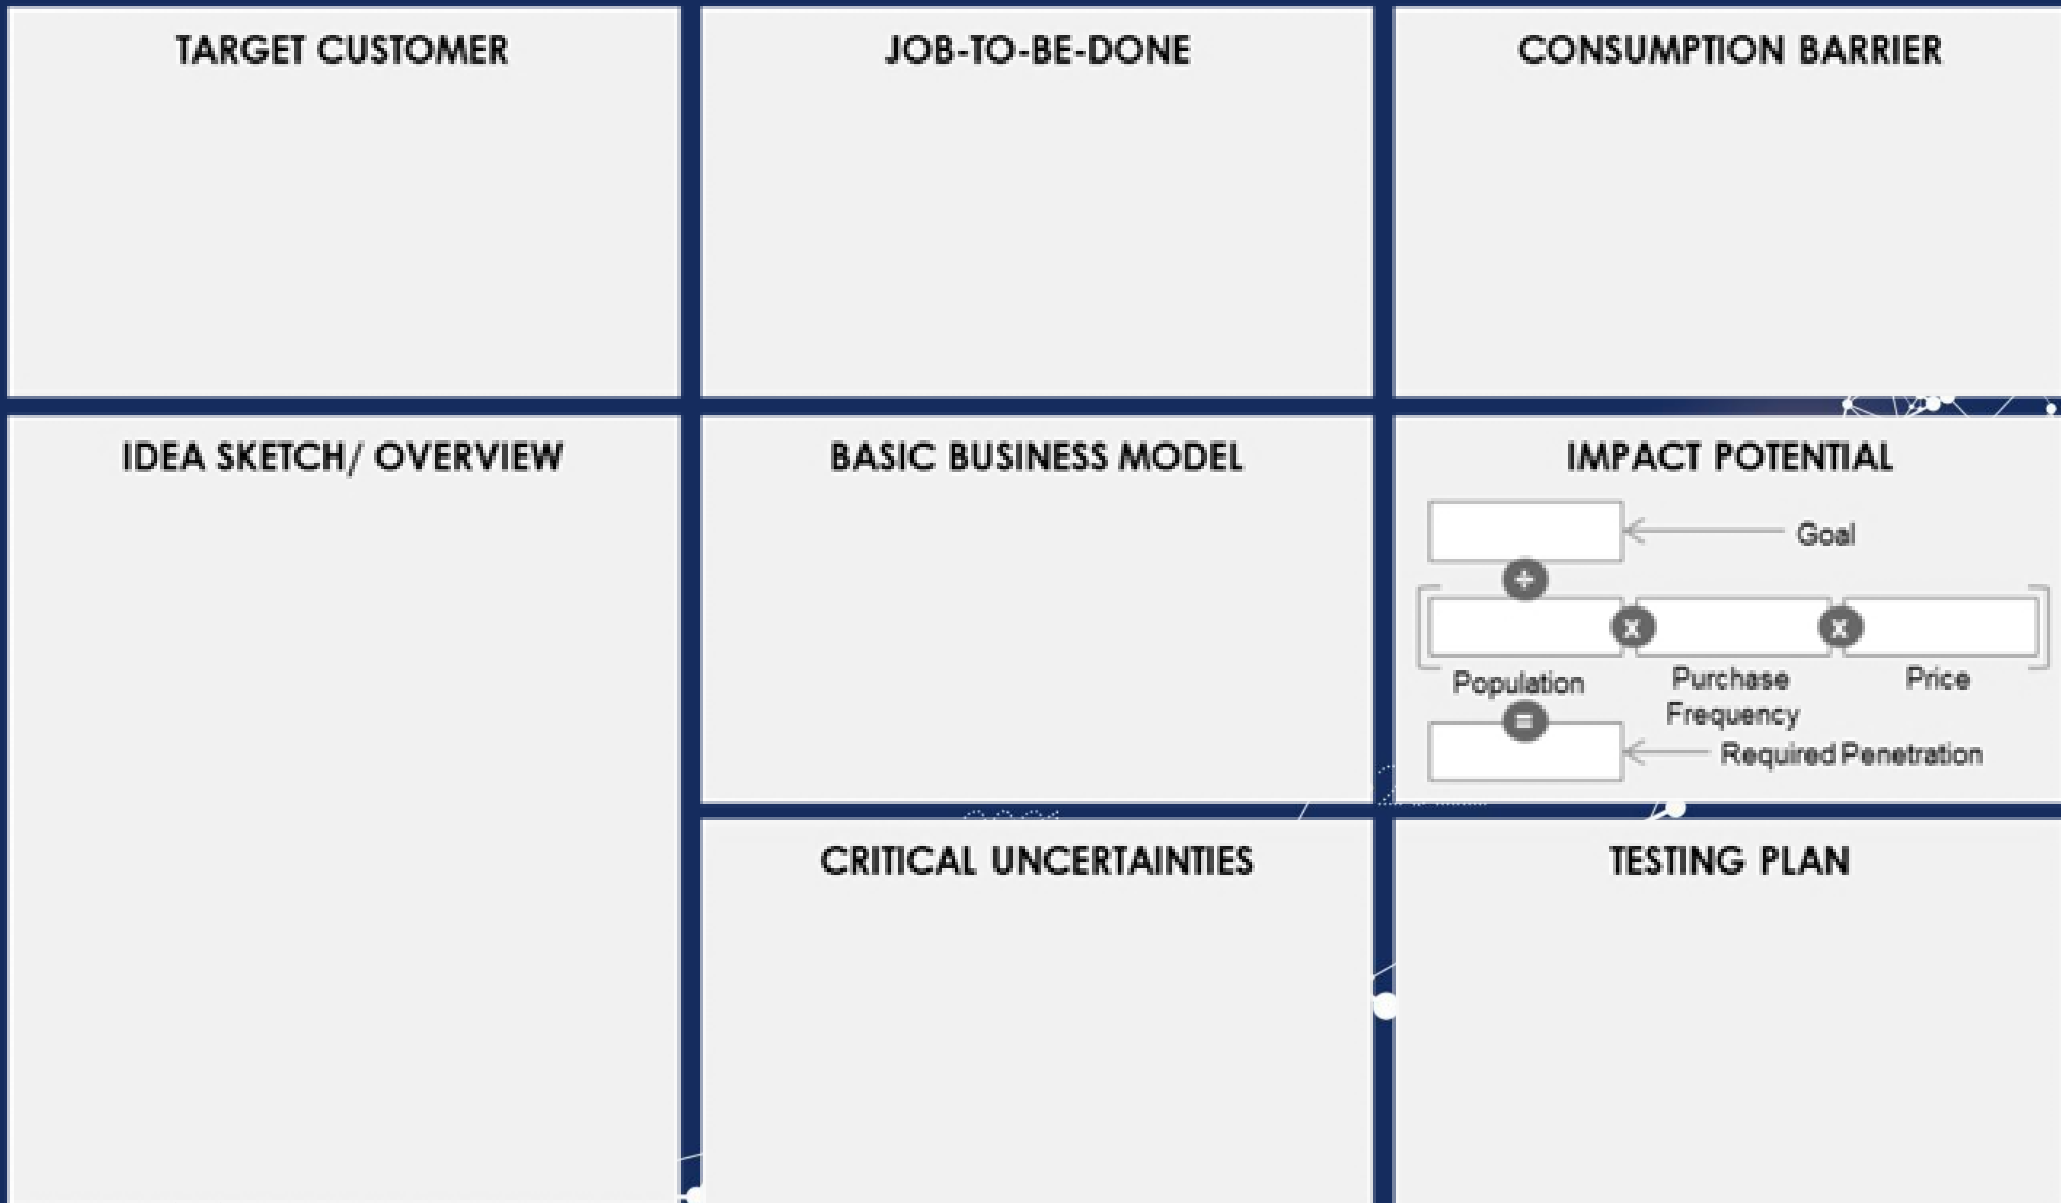 TARGET CUSTOMER
JOB-TO-BE-DONE
CONSUMPTION BARRIER
IDEA SKETCH/ OVERVIEW
BASIC BUSINESS MODEL
IMPACT POTENTIAL
Goal
+
x
x
Population
Purchase
Frequency
Price
=
Required Penetration
CRITICAL UNCERTAINTIES
TESTING PLAN